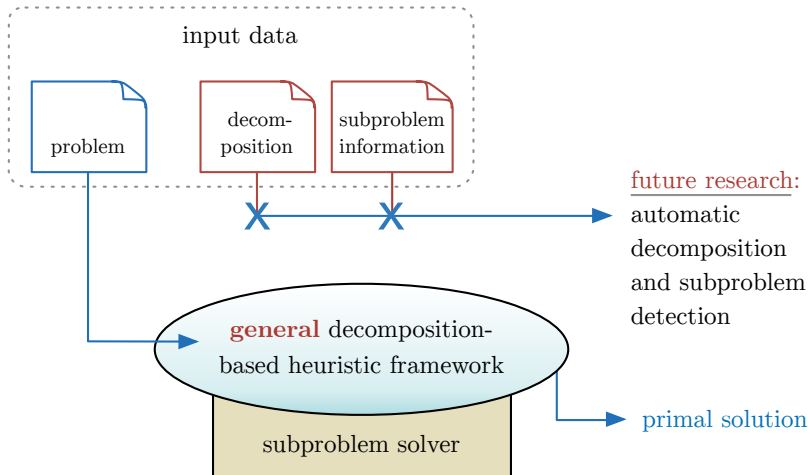 input data
problem
decom-
position
subproblem
information
future research:
automatic
decomposition
and subproblem
detection
general decomposition-
based heuristic framework
primal solution
subproblem solver